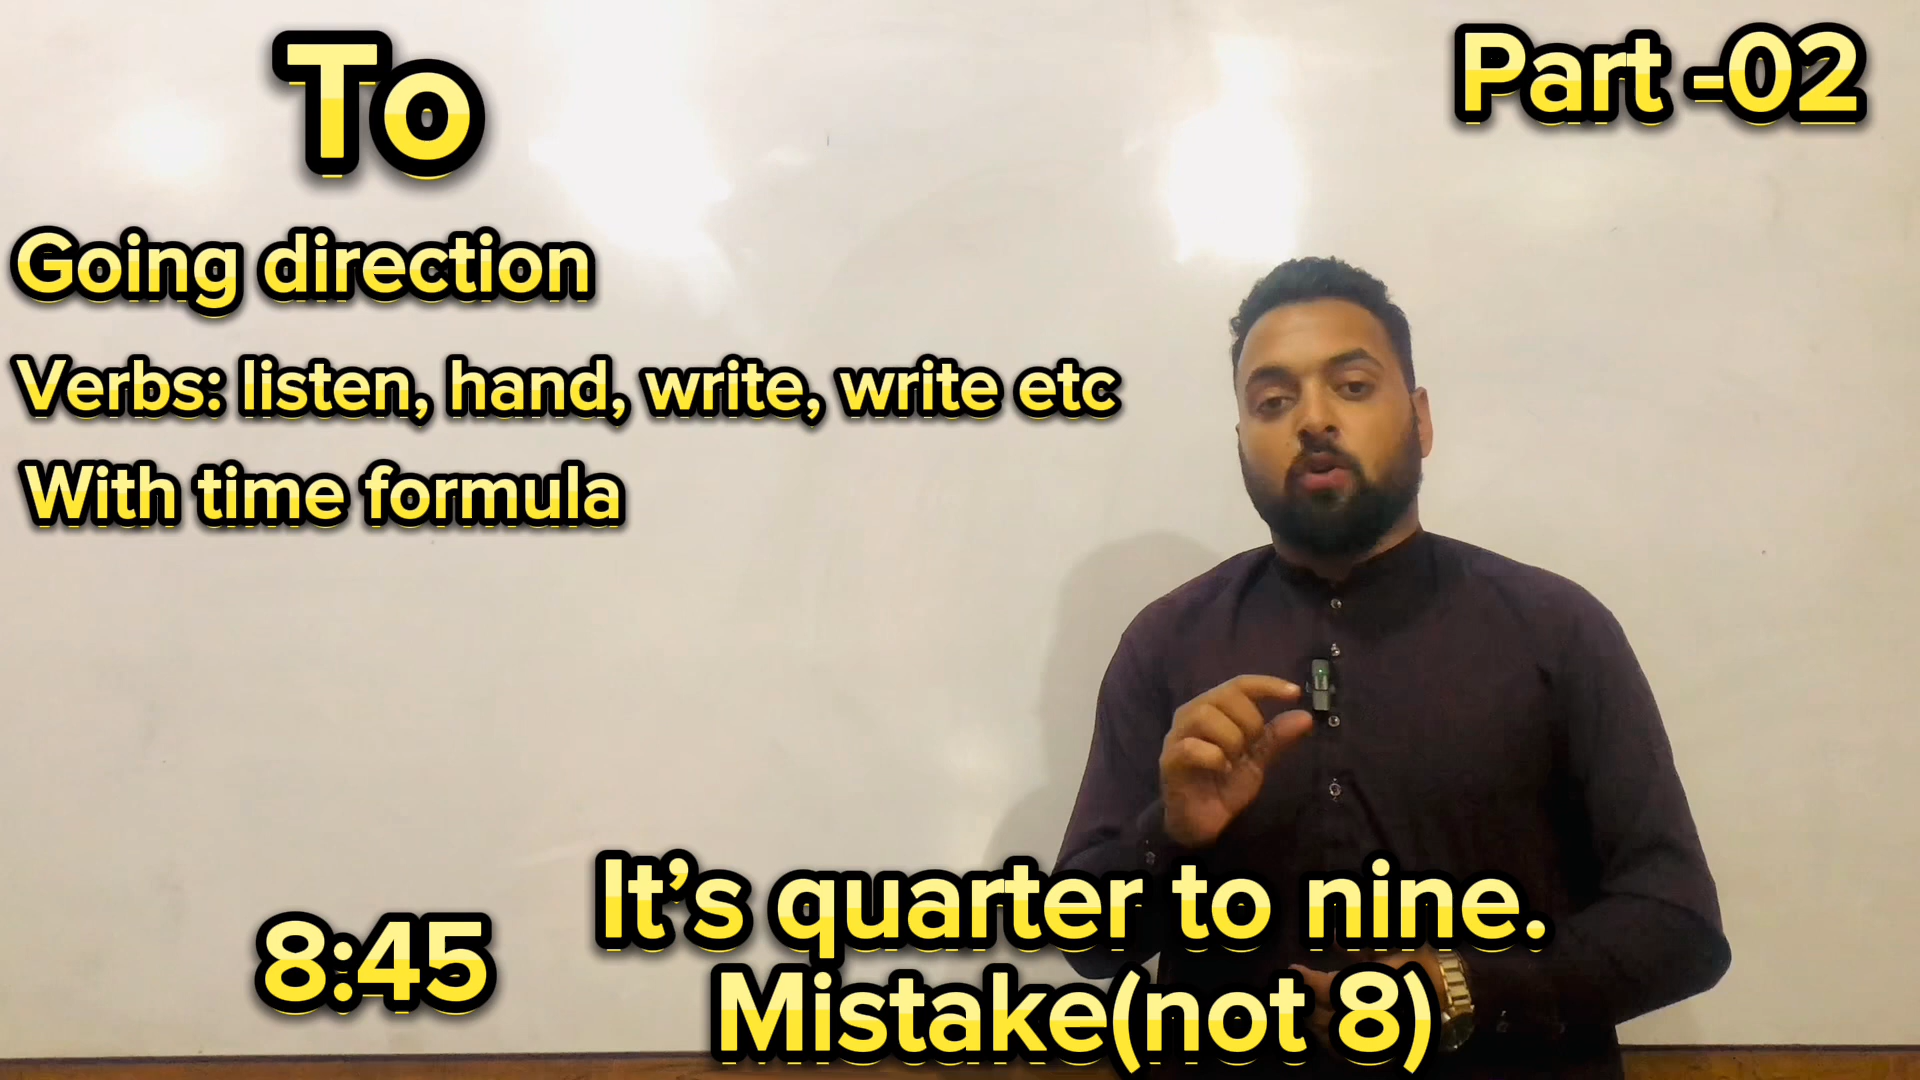 To
Part -02
Going direction
Verbs: listen, hand, write, write etc
With time formula
8:45
It’s quarter to nine.
Mistake(not 8)